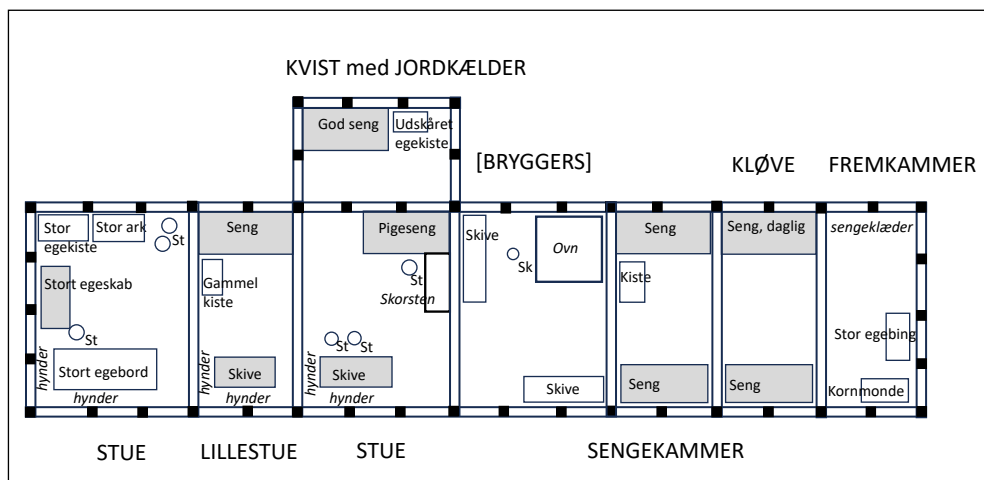 KVIST med JORDKÆLDER
God seng
Udskåret
egekiste
[BRYGGERS]
KLØVE
FREMKAMMER
Stor
egekiste
Stor ark
St
Seng
Pigeseng
Skive
Sk
Ovn
Seng
Seng, daglig
sengeklæder
Stort egeskab
Gammel
kiste
St
Skorsten
Kiste
St
Stor egebing
St
St
hynder
Stort egebord
hynder
hynder
Skive
hynder
hynder
Skive
hynder
Skive
Seng
Seng
Kornmonde
STUE
LILLESTUE
STUE
SENGEKAMMER